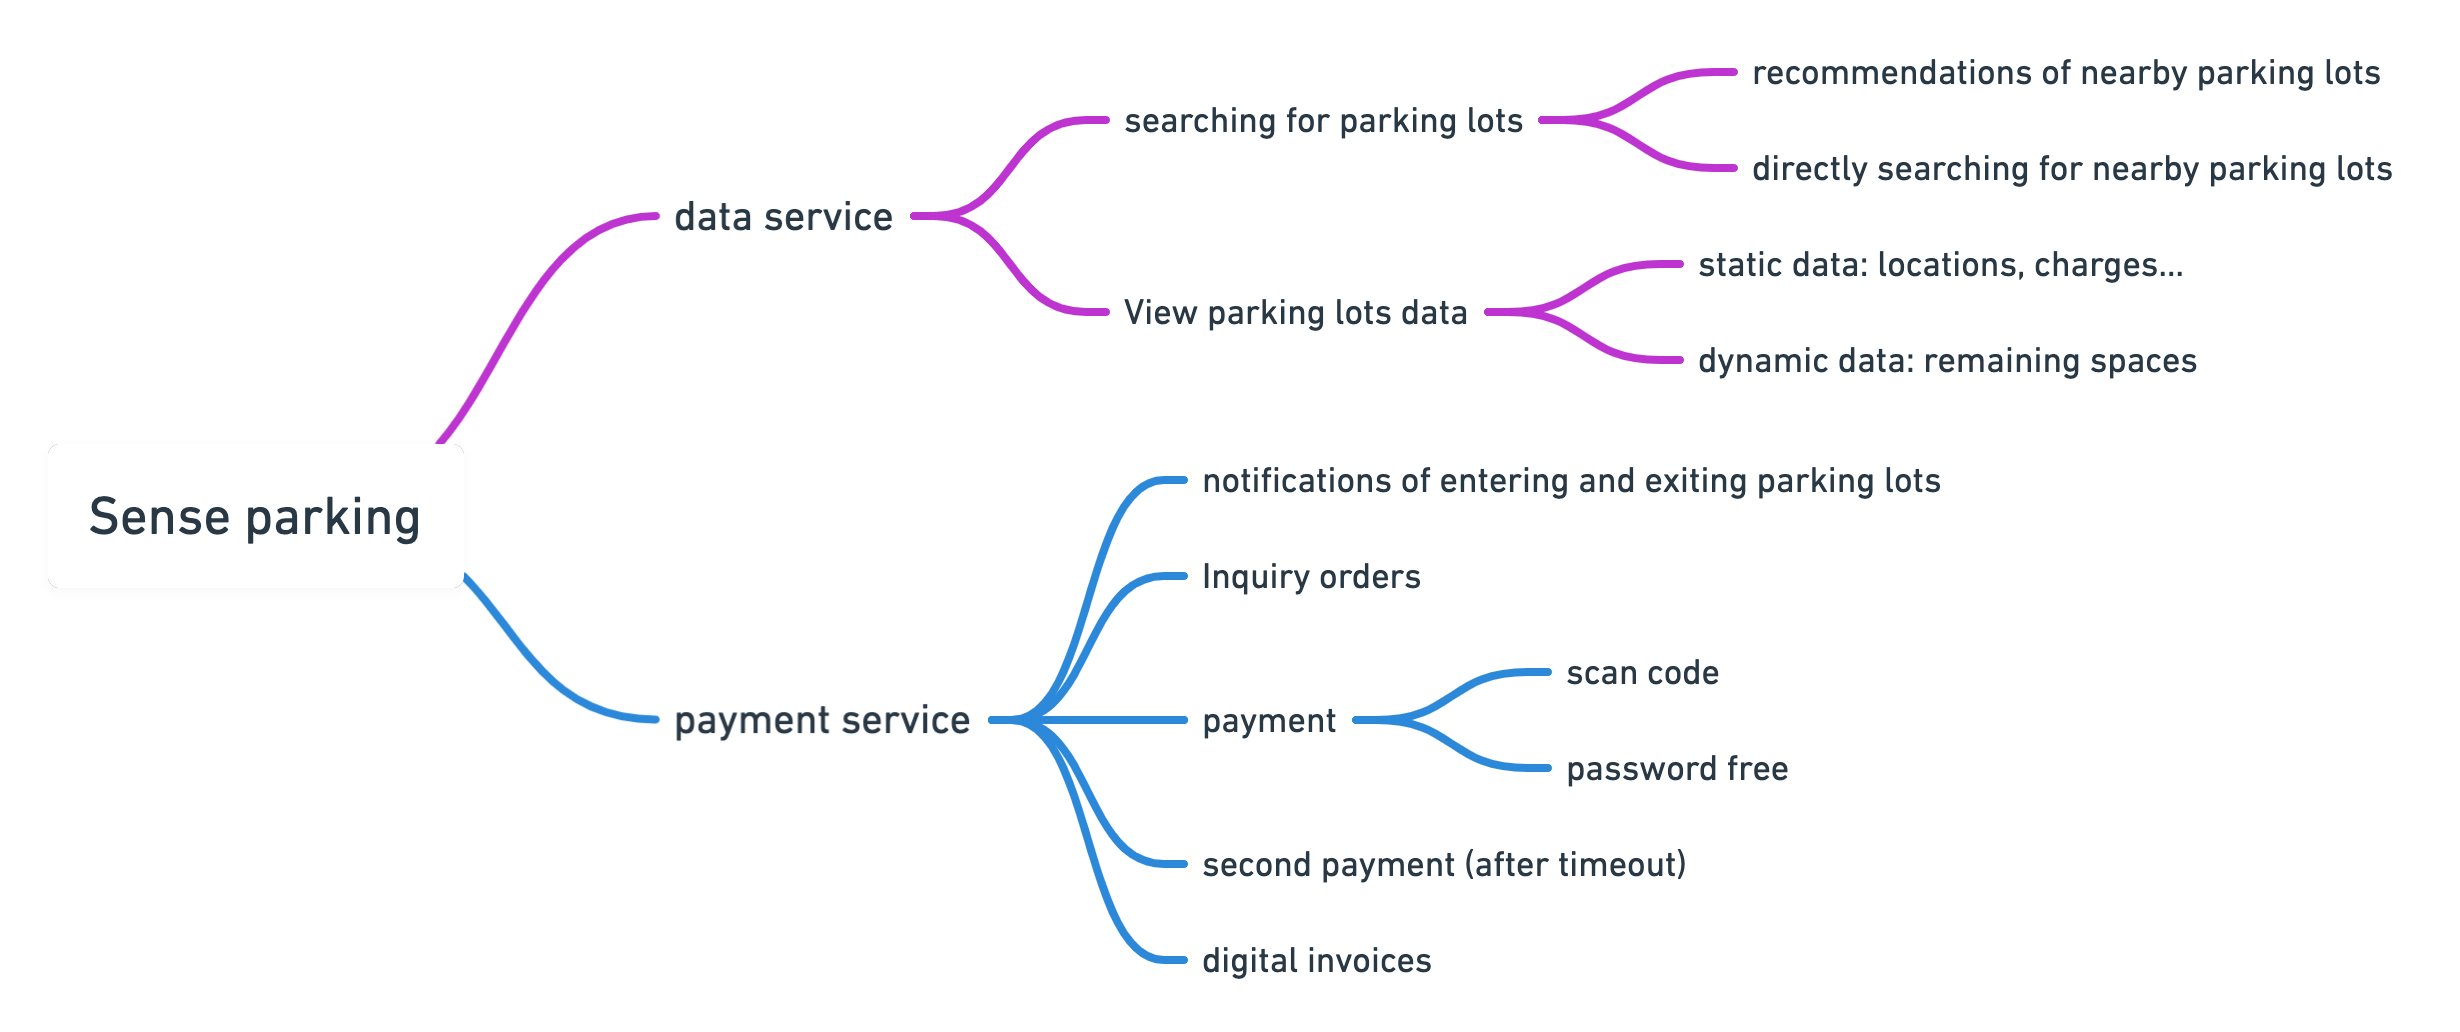 Sense parking
data service
searching for parking lots
recommendations of nearby parking lots
directly searching for nearby parking lots
View parking lots data
static data: locations, charges...
dynamic data: remaining spaces
payment service
notifications of entering and exiting parking lots
Inquiry orders
payment
scan code
password free
second payment (after timeout)
digital invoices